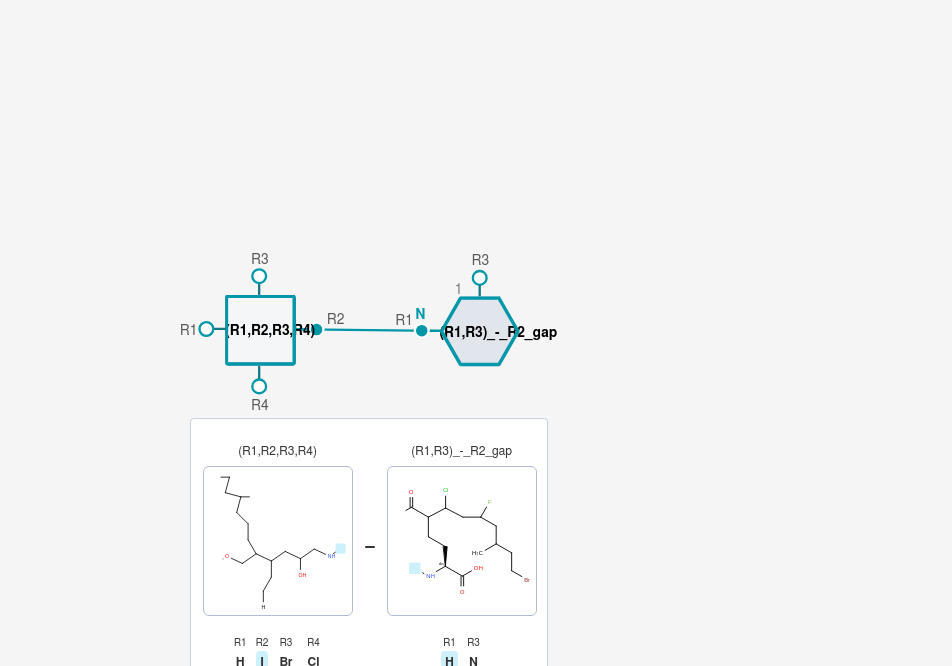 R3 R3
1
R1 (R1,R2,R3,R4) R2 R1 N (R1,R3)_-_R2_gap
R4
(R1,R2,R3,R4) (R1,R3)_-_R2_gap
O OH NH H
–
O Cl F H₃C Br NH OH O
R1 R2 R3 R4 R1 R3
H I Br Cl H N